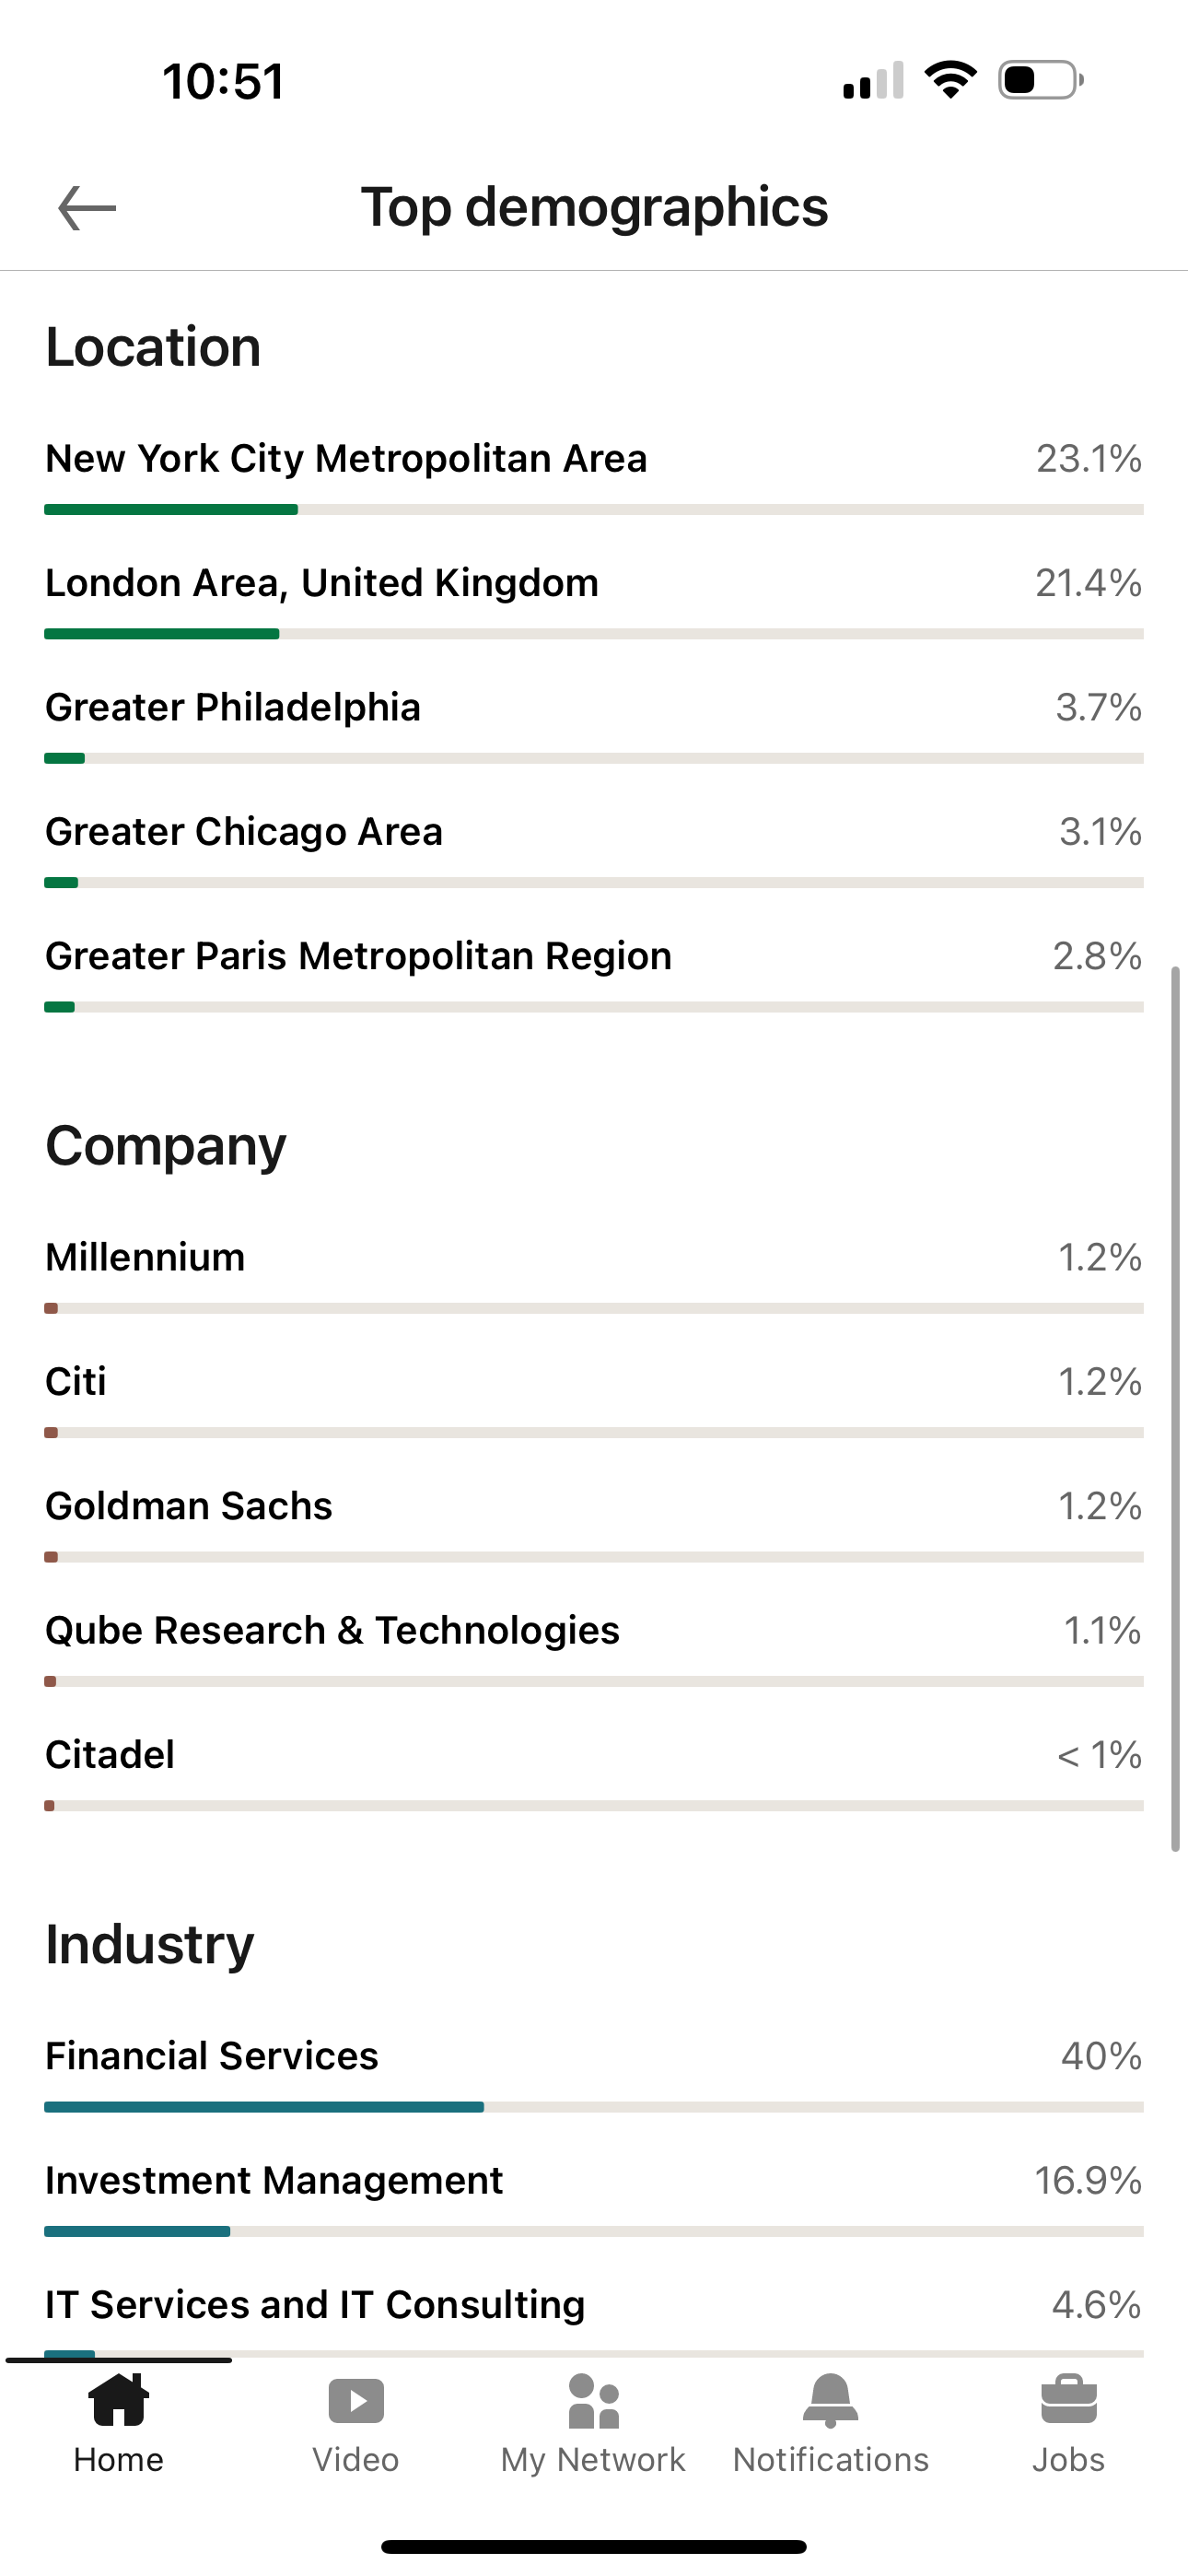 10:51
Top demographics
Location
New York City Metropolitan Area 23.1%
London Area, United Kingdom 21.4%
Greater Philadelphia 3.7%
Greater Chicago Area 3.1%
Greater Paris Metropolitan Region 2.8%
Company
Millennium 1.2%
Citi 1.2%
Goldman Sachs 1.2%
Qube Research & Technologies 1.1%
Citadel < 1%
Industry
Financial Services 40%
Investment Management 16.9%
IT Services and IT Consulting 4.6%
Home Video My Network Notifications Jobs